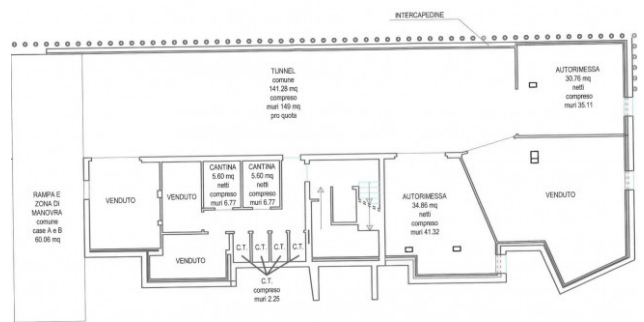 INTERCAPEDINE
TUNNEL
comune
141.28 mq
compreso
muri 149 mq
pro quota
AUTORIMESSA
30.76 mq
netti
compreso
muri 35.11
RAMPA E
ZONA DI
MANOVRA
comune
case A e B
60.06 mq
VENDUTO
VENDUTO
CANTINA
5.60 mq
netti
compreso
muri 6.77
CANTINA
5.60 mq
netti
compreso
muri 6.77
VENDUTO
C.T.
C.T.
C.T.
C.T.
C.T.
compreso
muri 2.25
AUTORIMESSA
34.86 mq
netti
compreso
muri 41.32
VENDUTO